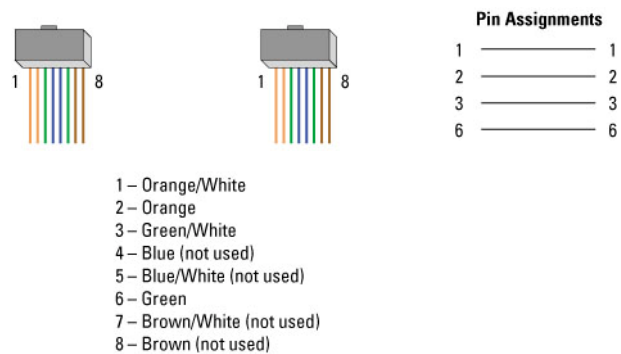 Pin Assignments
1 8
1 8
1 1
2 2
3 3
6 6
1 – Orange/White
2 – Orange
3 – Green/White
4 – Blue (not used)
5 – Blue/White (not used)
6 – Green
7 – Brown/White (not used)
8 – Brown (not used)